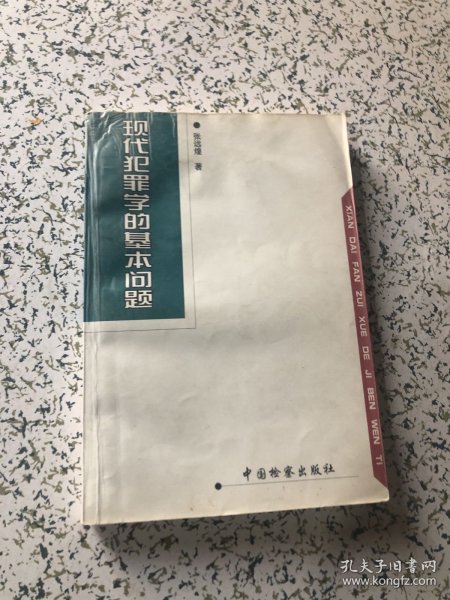 现代犯罪学的基本问题
●张远煌 著
XIAN DAI FAN ZUI XUE DE JI BEN WEN TI
中国检察出版社
孔夫子旧书网
www.kongfz.com